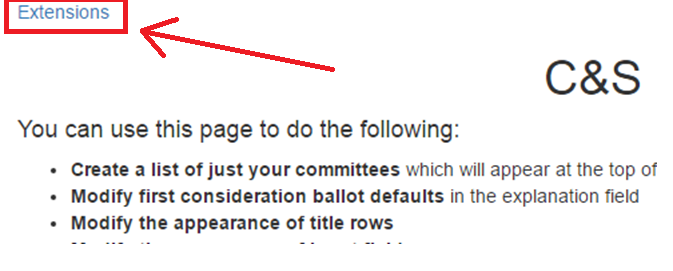 Extensions
C&S
You can use this page to do the following:
• Create a list of just your committees which will appear at the top of
• Modify first consideration ballot defaults in the explanation field
• Modify the appearance of title rows